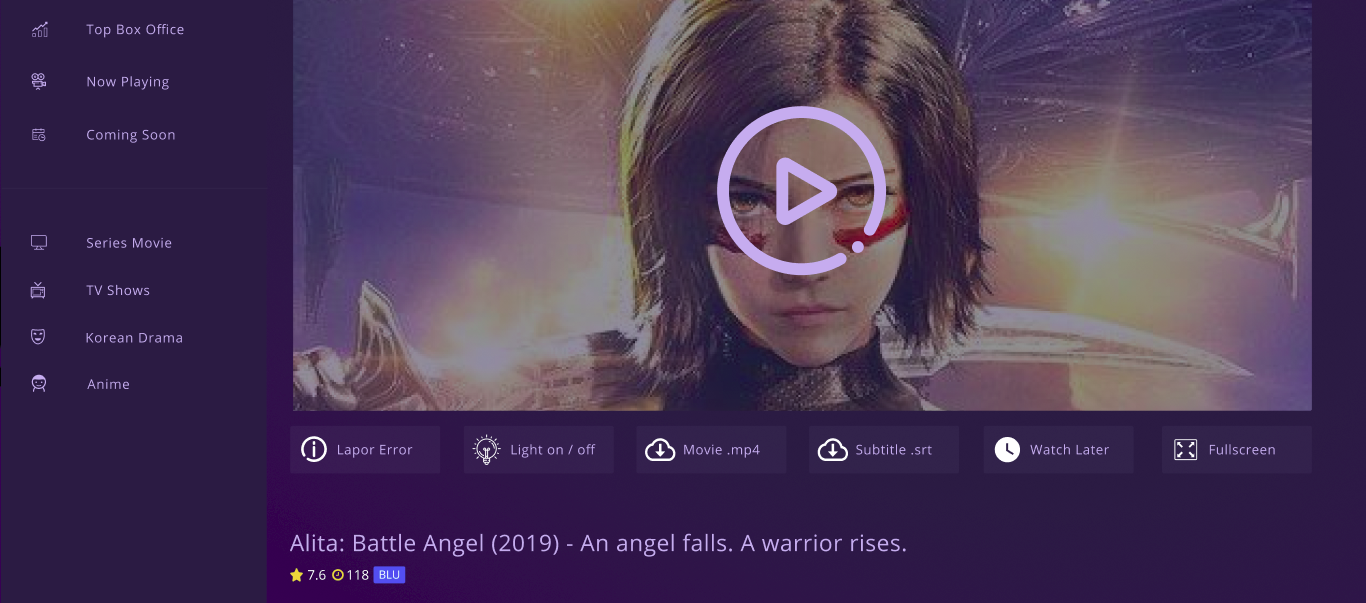 Top Box Office
Now Playing
Coming Soon
Series Movie
TV Shows
Korean Drama
Anime
Lapor Error
Light on / off
Movie .mp4
Subtitle .srt
Watch Later
Fullscreen
Alita: Battle Angel (2019) - An angel falls. A warrior rises.
7.6 118 BLU